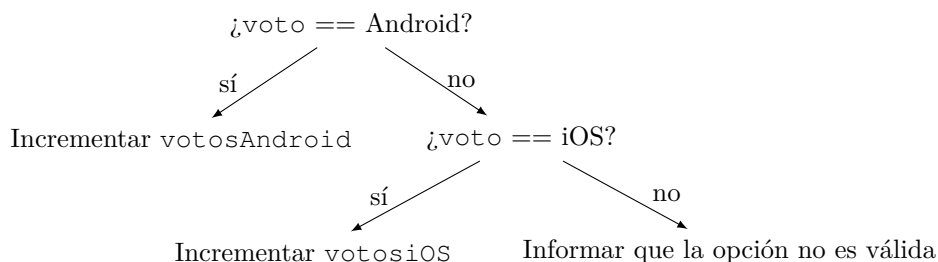 ¿voto == Android?
sí
no
Incrementar votosAndroid
¿voto == iOS?
sí
no
Incrementar votosiOS
Informar que la opción no es válida